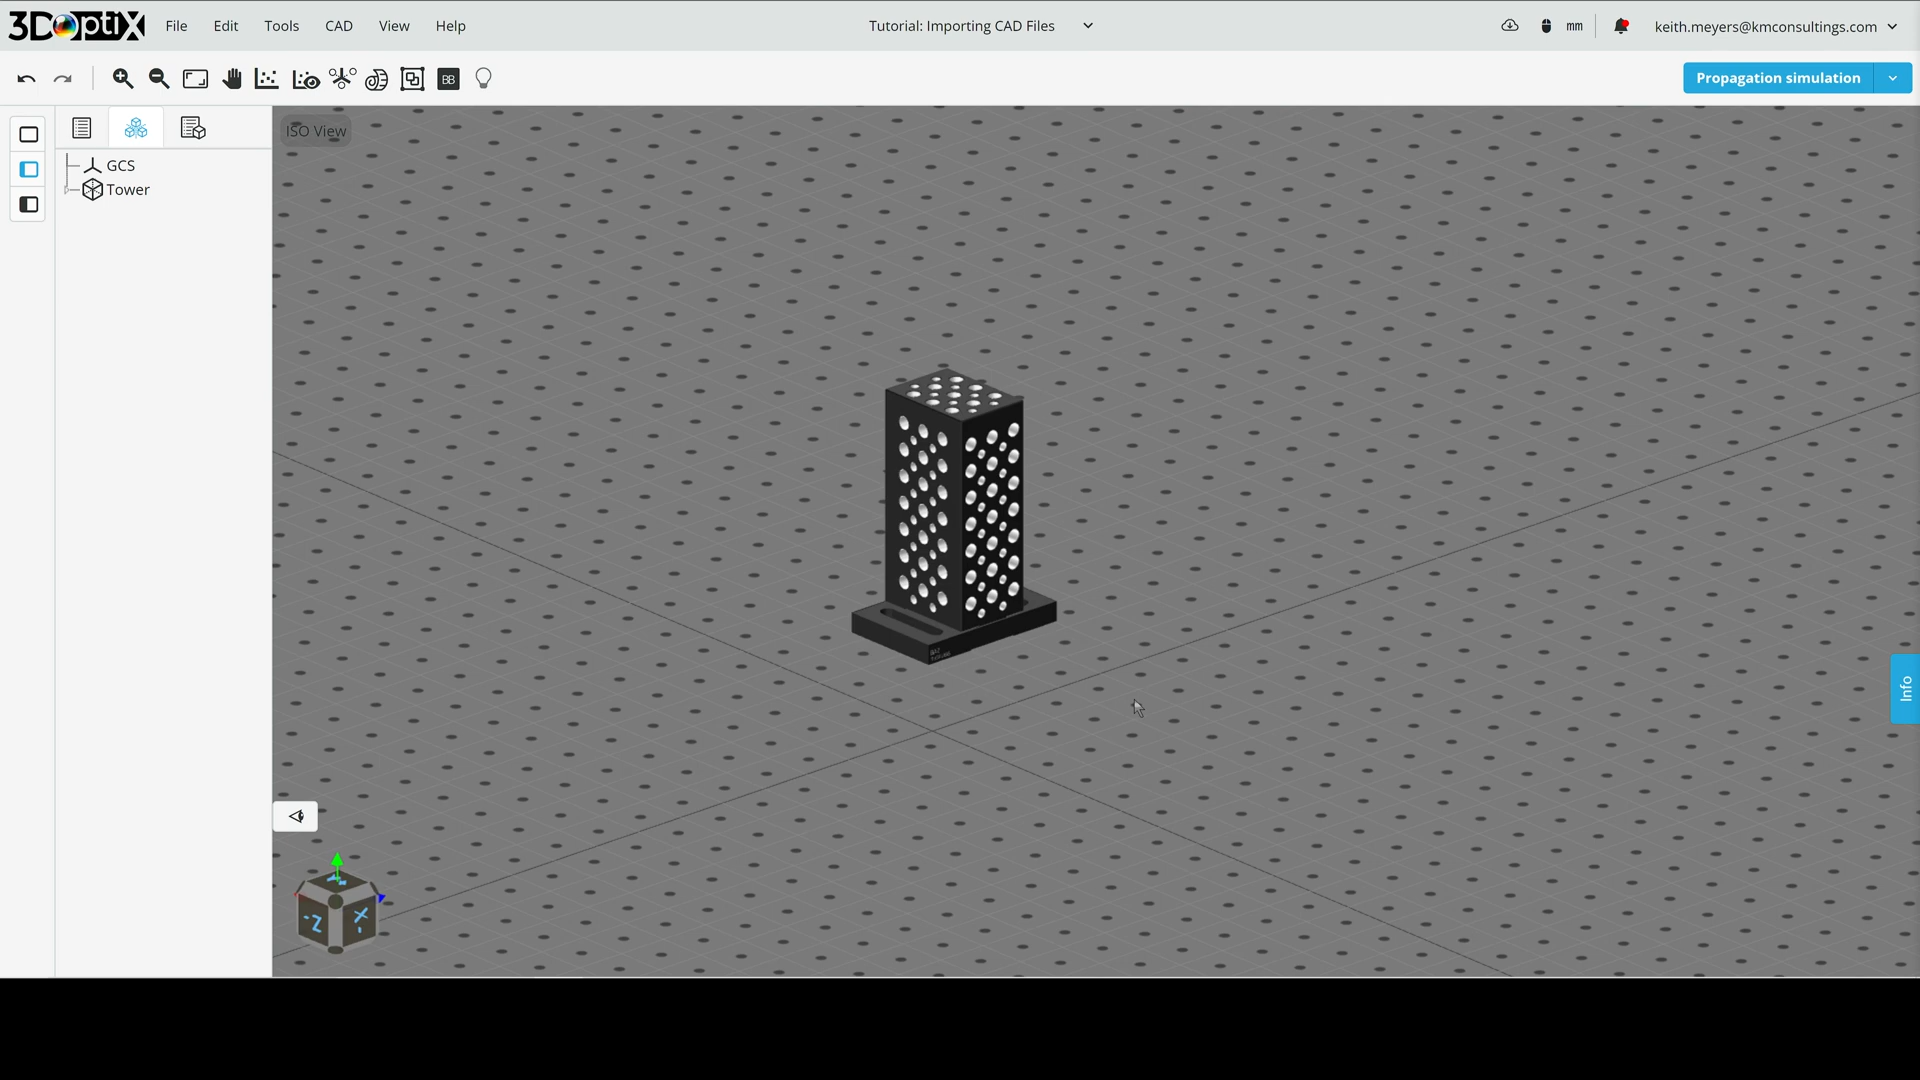 3DOptiX File Edit Tools CAD View Help Tutorial: Importing CAD Files mm keith.meyers@kmconsultings.com
BB Propagation simulation
ISO View
GCS
Tower
Info
-Z X